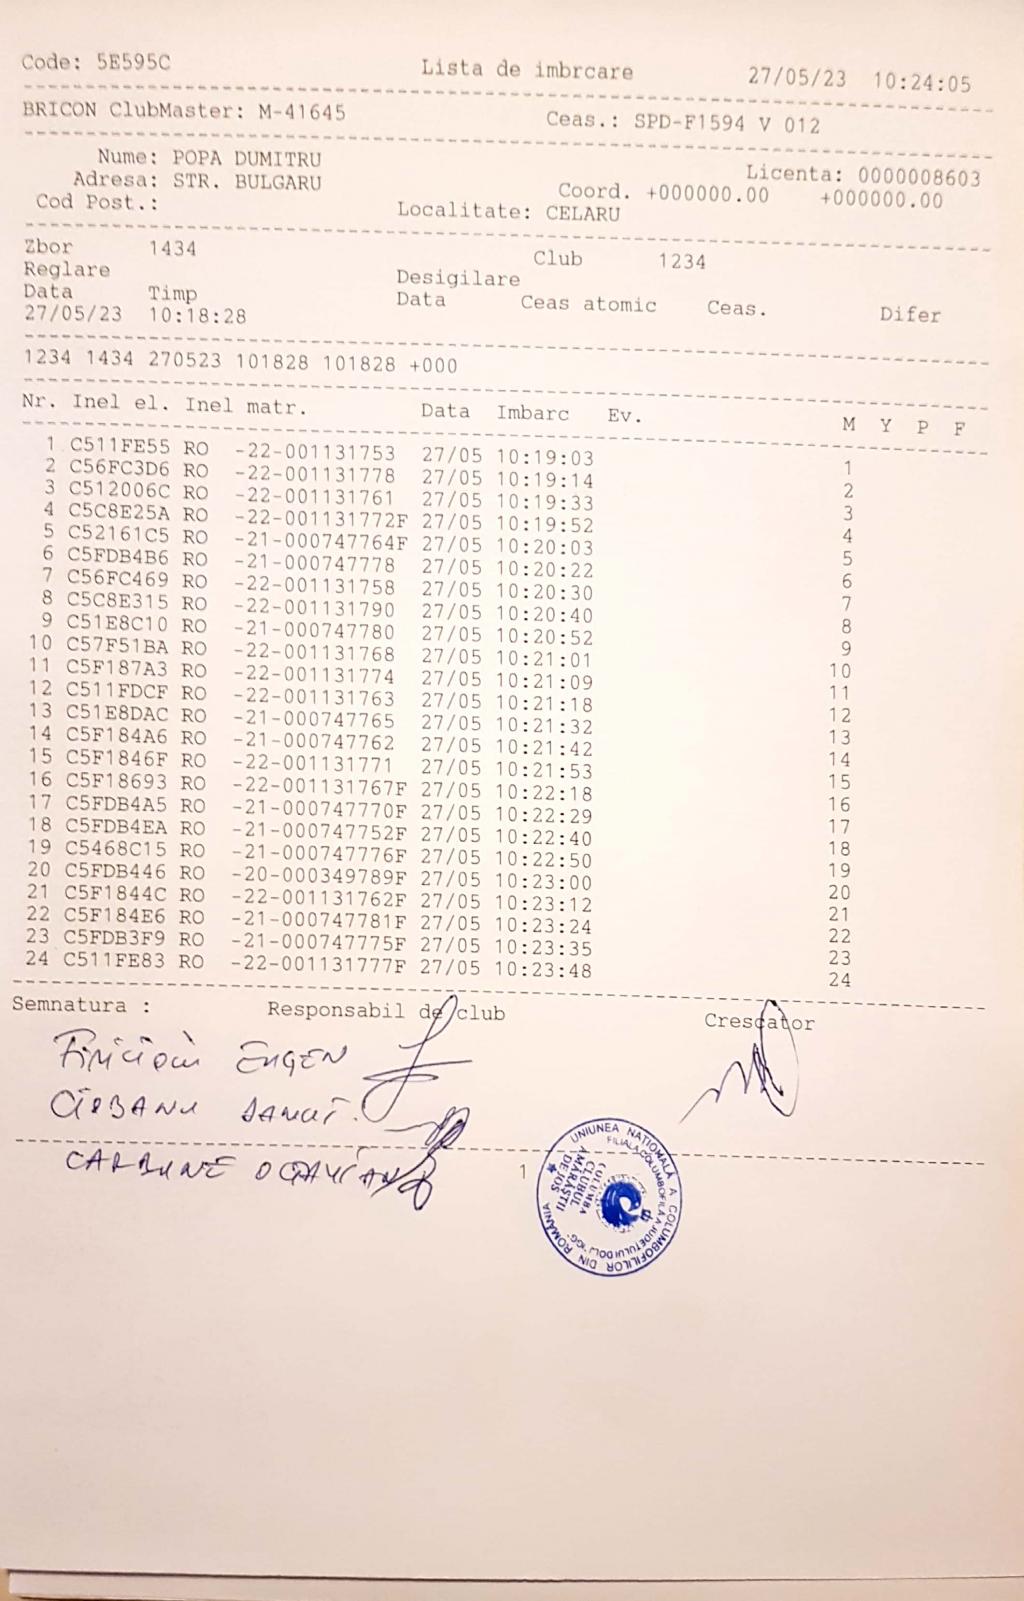 Code: 5E595C Lista de imbrcare 27/05/23 10:24:05
BRICON ClubMaster: M-41645 Ceas.: SPD-F1594 V 012
Nume: POPA DUMITRU Licenta: 0000008603
Adresa: STR. BULGARU Coord. +000000.00 +000000.00
Cod Post.: Localitate: CELARU
Zbor 1434 Club 1234
Reglare Desigilare
Data Timp Data Ceas atomic Ceas. Difer
27/05/23 10:18:28
1234 1434 270523 101828 101828 +000
Nr. Inel el. Inel matr. Data Imbarc Ev. M Y P F
1 C511FE55 RO -22-001131753 27/05 10:19:03 1
2 C56FC3D6 RO -22-001131778 27/05 10:19:14 2
3 C512006C RO -22-001131761 27/05 10:19:33 3
4 C5C8E25A RO -22-001131772F 27/05 10:19:52 4
5 C52161C5 RO -21-000747764F 27/05 10:20:03 5
6 C5FDB4B6 RO -21-000747778 27/05 10:20:22 6
7 C56FC469 RO -22-001131758 27/05 10:20:30 7
8 C5C8E315 RO -22-001131790 27/05 10:20:40 8
9 C51E8C10 RO -21-000747780 27/05 10:20:52 9
10 C57F51BA RO -22-001131768 27/05 10:21:01 10
11 C5F187A3 RO -22-001131774 27/05 10:21:09 11
12 C511FDCF RO -22-001131763 27/05 10:21:18 12
13 C51E8DAC RO -21-000747765 27/05 10:21:32 13
14 C5F184A6 RO -21-000747762 27/05 10:21:42 14
15 C5F1846F RO -22-001131771 27/05 10:21:53 15
16 C5F18693 RO -22-001131767F 27/05 10:22:18 16
17 C5FDB4A5 RO -21-000747770F 27/05 10:22:29 17
18 C5FDB4EA RO -21-000747752F 27/05 10:22:40 18
19 C5468C15 RO -21-000747776F 27/05 10:22:50 19
20 C5FDB446 RO -20-000349789F 27/05 10:23:00 20
21 C5F1844C RO -22-001131762F 27/05 10:23:12 21
22 C5F184E6 RO -21-000747781F 27/05 10:23:24 22
23 C5FDB3F9 RO -21-000747775F 27/05 10:23:35 23
24 C511FE83 RO -22-001131777F 27/05 10:23:48 24
Semnatura : Responsabil de club Crescator
EUGEN
CÎRBANU DANUT.
CARBUNE OCTAVIAN
1
UNIUNEA NAȚIONALĂ A COLUMBOFILILOR DIN ROMÂNIA
FILIALA COLUMBOFILA A JUDETULUI DOLJ
COLUMBA
CLUBUL
AMĂRĂȘTII
DE JOS